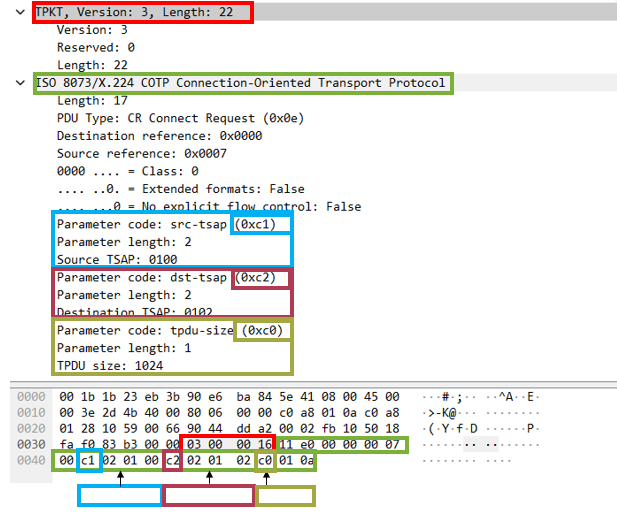 TPKT, Version: 3, Length: 22
Version: 3
Reserved: 0
Length: 22
ISO 8073/X.224 COTP Connection-Oriented Transport Protocol
Length: 17
PDU Type: CR Connect Request (0x0e)
Destination reference: 0x0000
Source reference: 0x0007
0000 .... = Class: 0
.... ..0. = Extended formats: False
.... ...0 = No explicit flow control: False
Parameter code: src-tsap (0xc1)
Parameter length: 2
Source TSAP: 0100
Parameter code: dst-tsap (0xc2)
Parameter length: 2
Destination TSAP: 0102
Parameter code: tpdu-size (0xc0)
Parameter length: 1
TPDU size: 1024
0000 00 1b 1b 23 eb 3b 90 e6 ba 84 5e 41 08 00 45 00 ···#·;·· ··^A··E·
0010 00 3e 2d 4b 40 00 80 06 00 00 c0 a8 01 0a c0 a8 ·>-K@··· ········
0020 01 28 10 59 00 66 90 44 dd a2 00 02 fb 10 50 18 ·(·Y·f·D ······P·
0030 fa f0 83 b3 00 00 03 00 00 16 11 e0 00 00 00 07 ········ ········
0040 00 c1 02 01 00 c2 02 01 02 c0 01 0a ········ ····